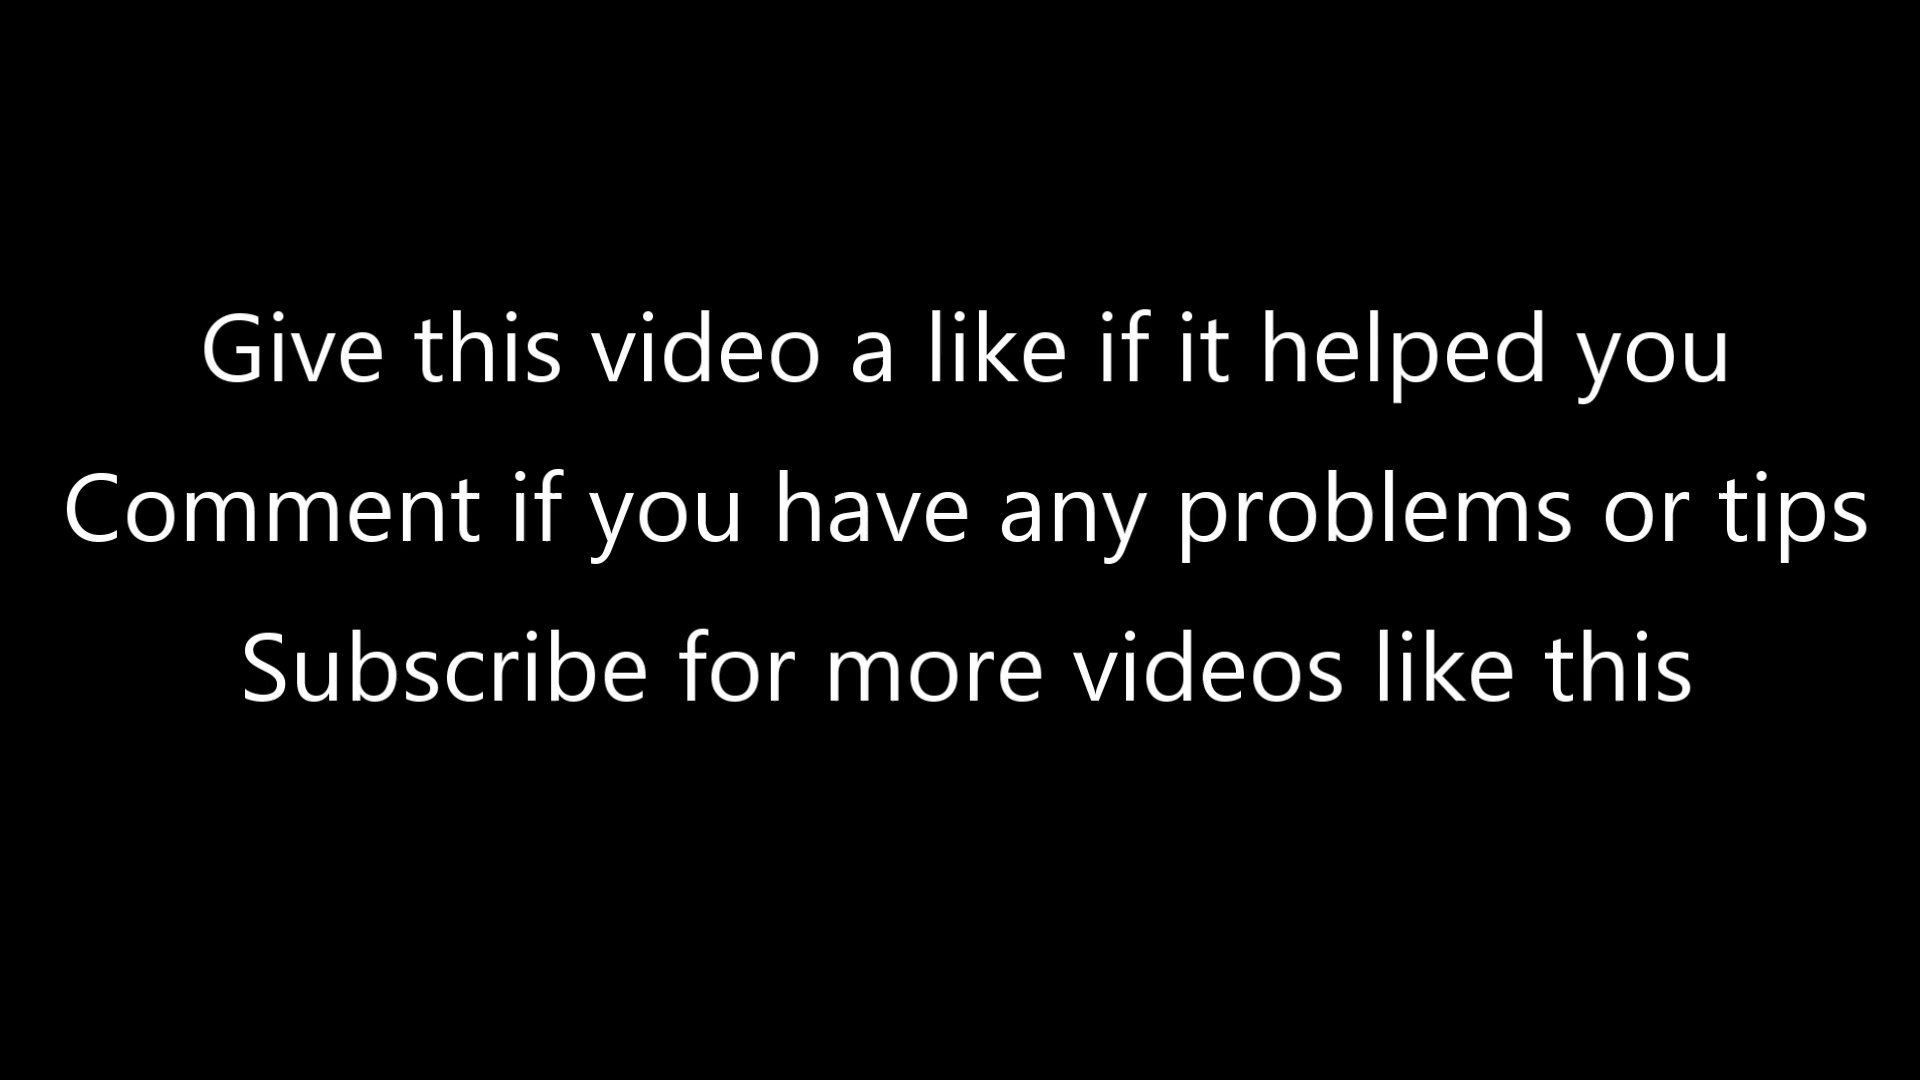 Give this video a like if it helped you
Comment if you have any problems or tips
Subscribe for more videos like this